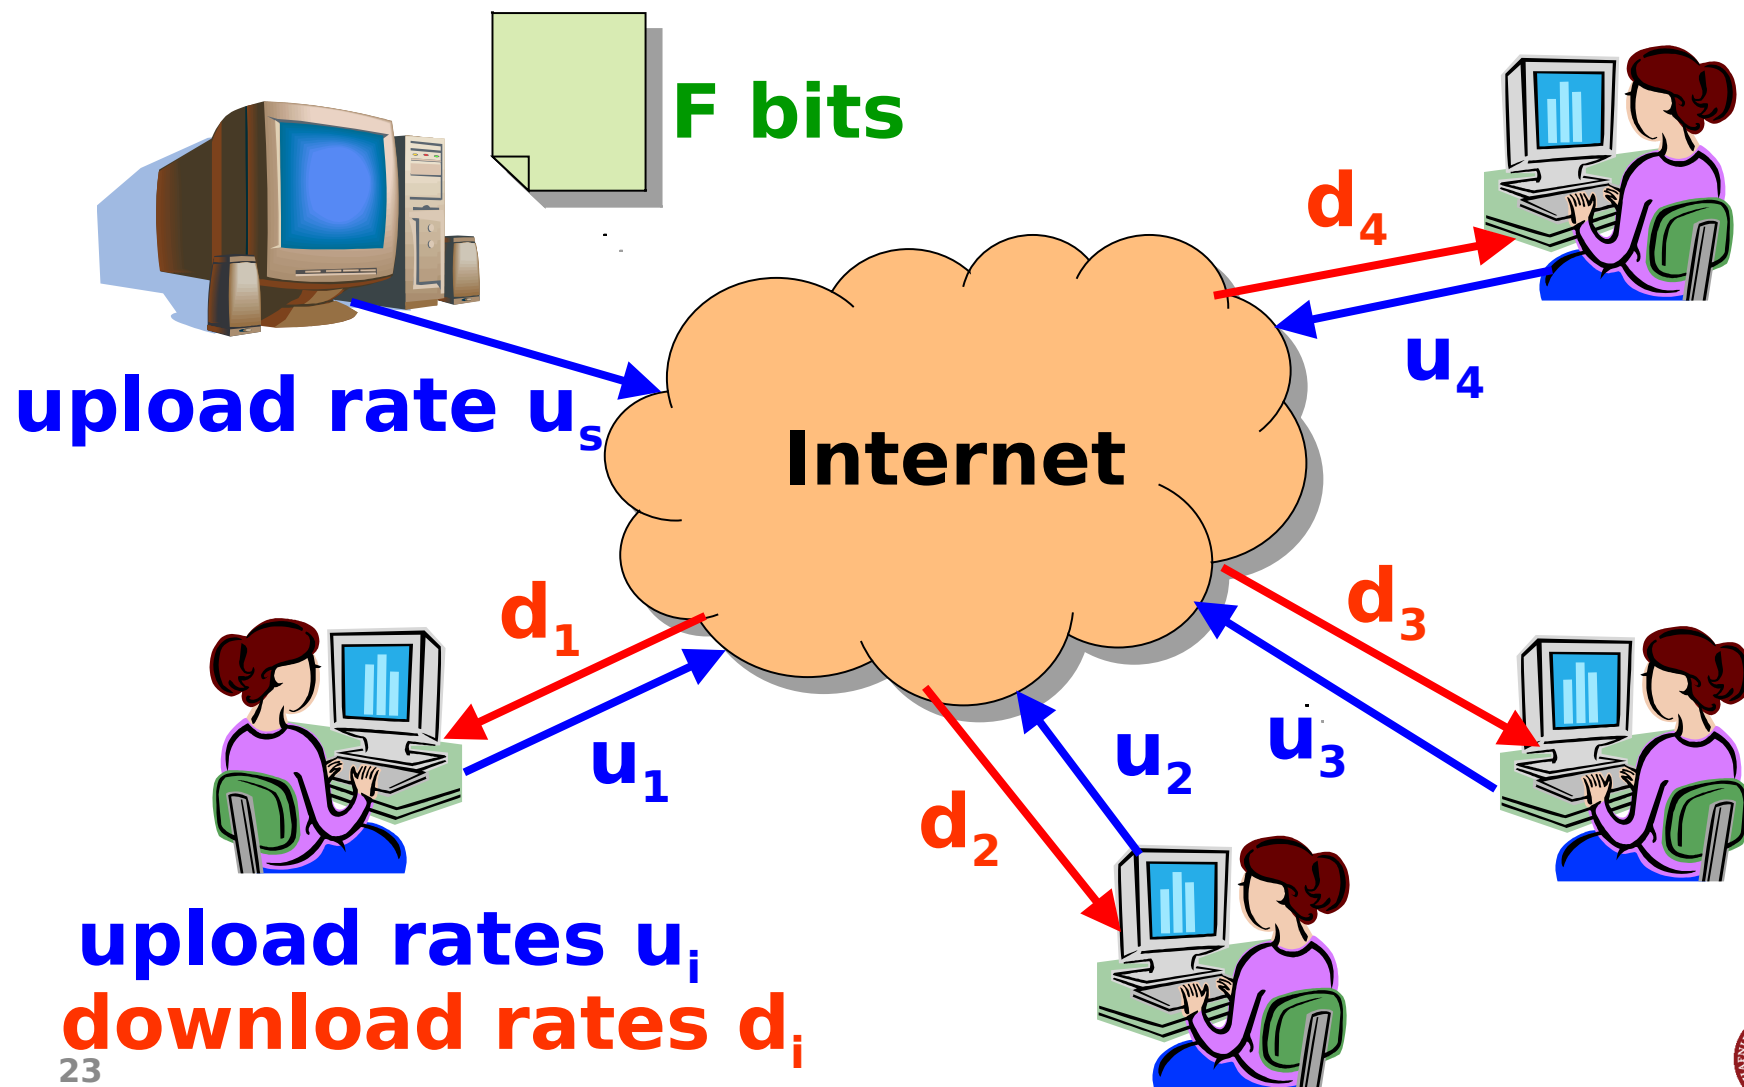 F bits
d4
upload rate us
u4
Internet
d1
d3
u1
u2
u3
d2
upload rates ui
download rates di
23